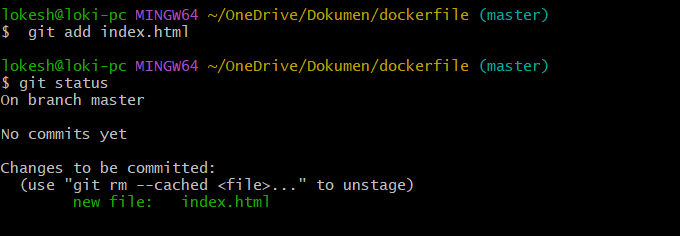 lokesh@loki-pc MINGW64 ~/OneDrive/Dokumen/dockerfile (master)
$  git add index.html
lokesh@loki-pc MINGW64 ~/OneDrive/Dokumen/dockerfile (master)
$ git status
On branch master
No commits yet
Changes to be committed:
  (use "git rm --cached <file>..." to unstage)
        new file:   index.html